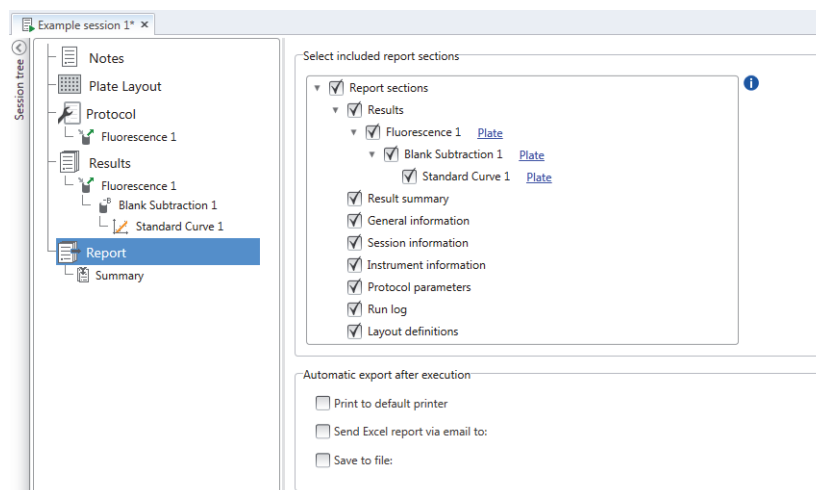 Example session 1* ×
Session tree
Notes
Plate Layout
Protocol
Fluorescence 1
Results
Fluorescence 1
-B
Blank Subtraction 1
Standard Curve 1
Report
Summary
Select included report sections
Report sections
Results
Fluorescence 1 Plate
Blank Subtraction 1 Plate
Standard Curve 1 Plate
Result summary
General information
Session information
Instrument information
Protocol parameters
Run log
Layout definitions
i
Automatic export after execution
Print to default printer
Send Excel report via email to:
Save to file: